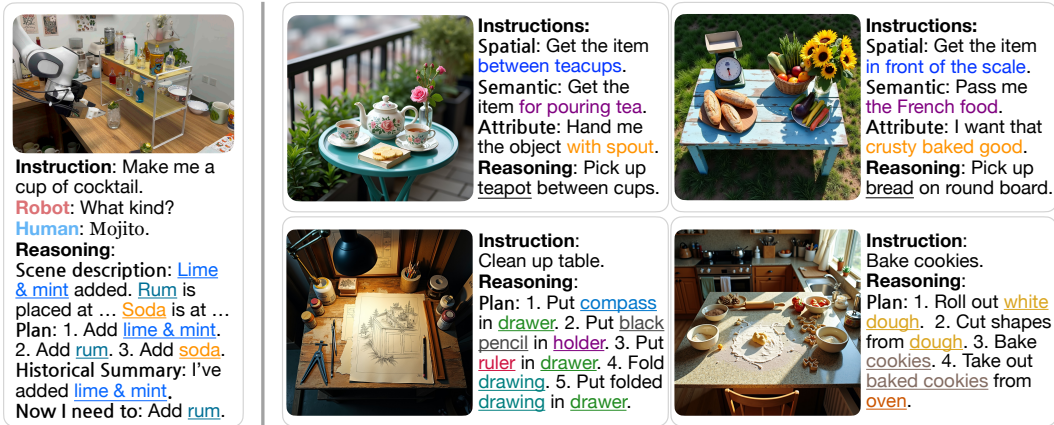 Instruction: Make me a
cup of cocktail.
Robot: What kind?
Human: Mojito.
Reasoning:
Scene description: Lime
& mint added. Rum is
placed at … Soda is at …
Plan: 1. Add lime & mint.
2. Add rum. 3. Add soda.
Historical Summary: I've
added lime & mint.
Now I need to: Add rum.
Instructions:
Spatial: Get the item
between teacups.
Semantic: Get the
item for pouring tea.
Attribute: Hand me
the object with spout.
Reasoning: Pick up
teapot between cups.
Instructions:
Spatial: Get the item
in front of the scale.
Semantic: Pass me
the French food.
Attribute: I want that
crusty baked good.
Reasoning: Pick up
bread on round board.
Instruction:
Clean up table.
Reasoning:
Plan: 1. Put compass
in drawer. 2. Put black
pencil in holder. 3. Put
ruler in drawer. 4. Fold
drawing. 5. Put folded
drawing in drawer.
Instruction:
Bake cookies.
Reasoning:
Plan: 1. Roll out white
dough. 2. Cut shapes
from dough. 3. Bake
cookies. 4. Take out
baked cookies from
oven.